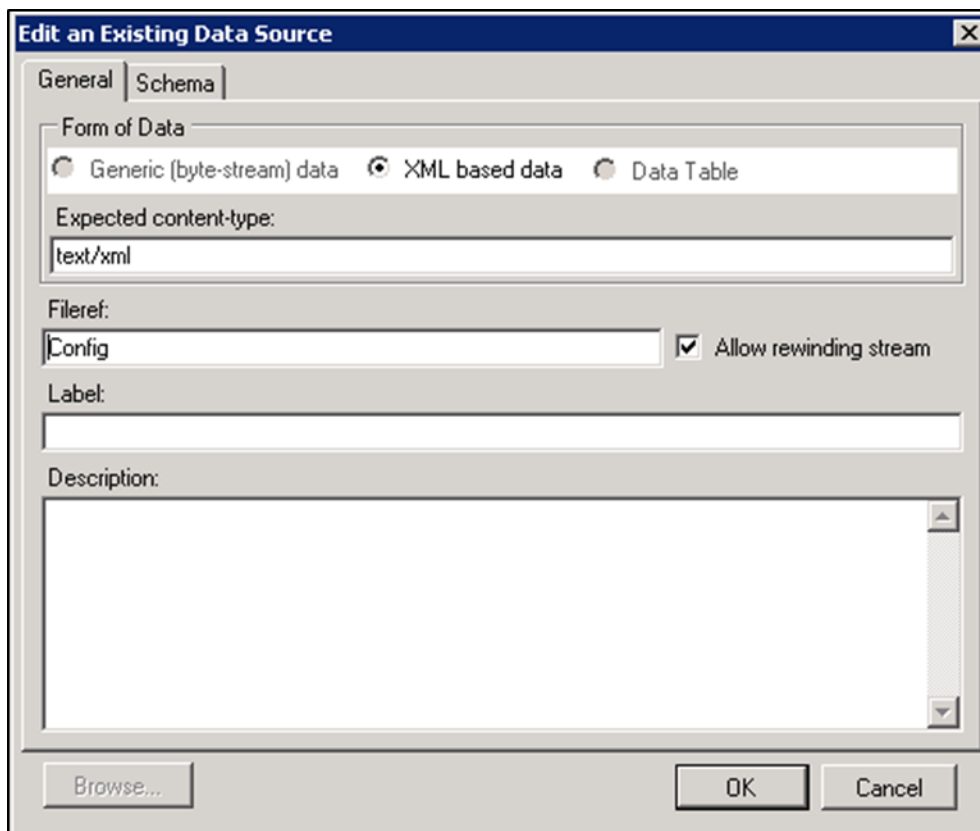 Edit an Existing Data Source
General Schema
Form of Data
Generic (byte-stream) data XML based data Data Table
Expected content-type:
text/xml
Fileref:
Config Allow rewinding stream
Label:
Description:
Browse... OK Cancel